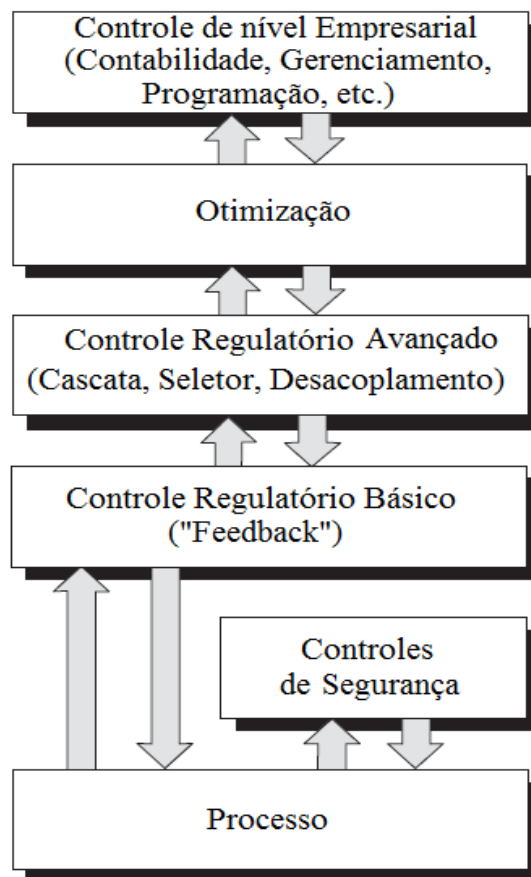 Controle de nível Empresarial
(Contabilidade, Gerenciamento,
Programação, etc.)
Otimização
Controle Regulatório Avançado
(Cascata, Seletor, Desacoplamento)
Controle Regulatório Básico
("Feedback")
Controles
de Segurança
Processo